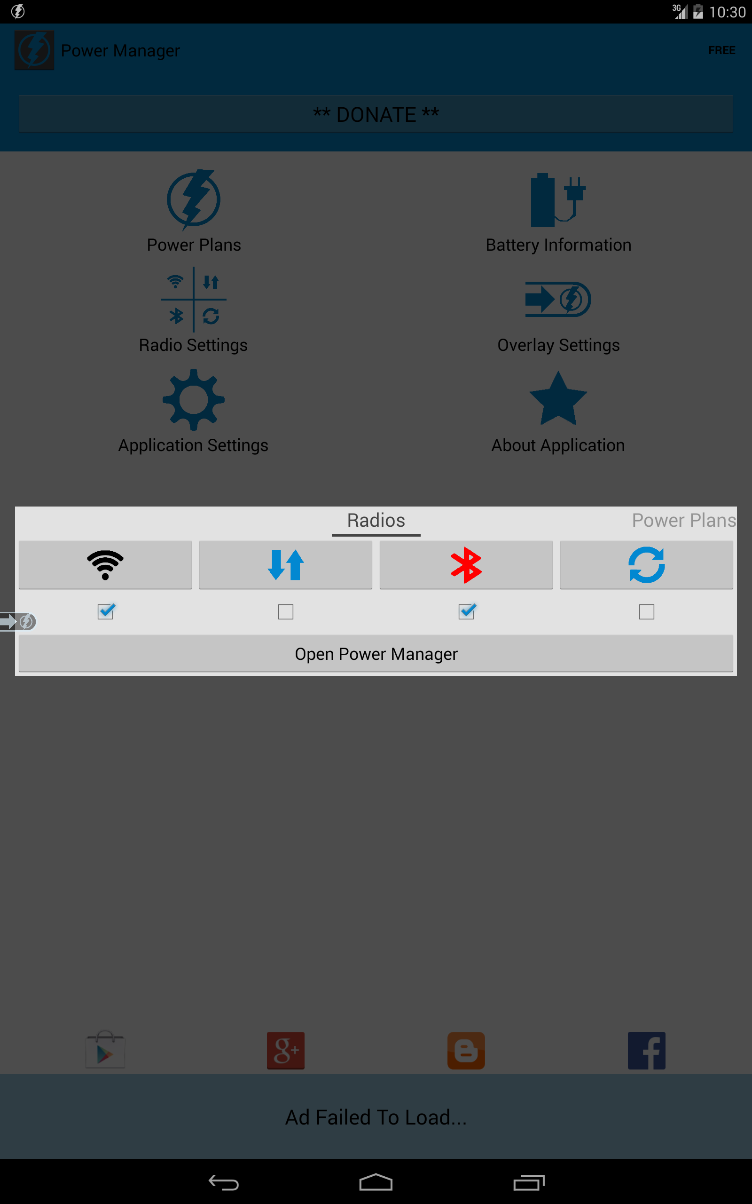 3G 10:30
Power Manager FREE
** DONATE **
Power Plans Battery Information
Radio Settings Overlay Settings
Application Settings About Application
Radios Power Plans
Open Power Manager
g+
Ad Failed To Load...